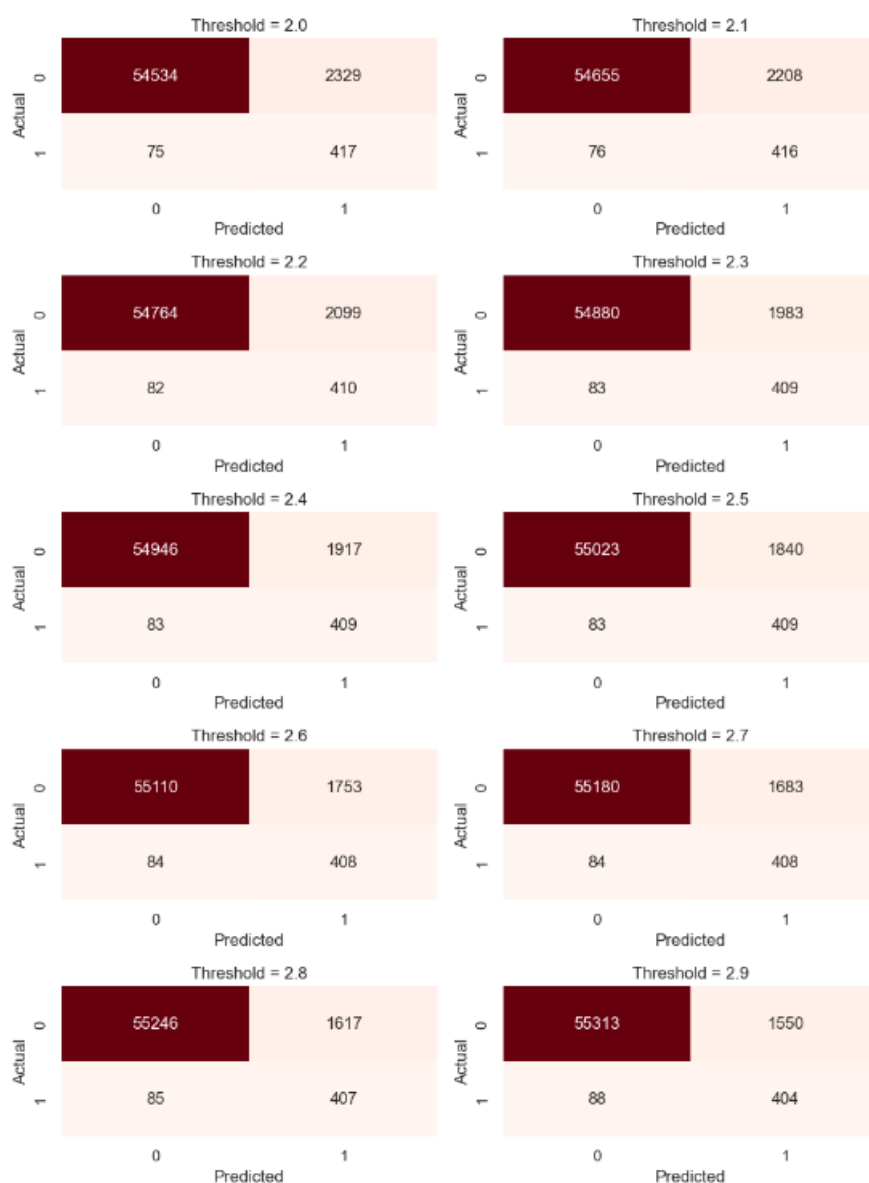 Threshold = 2.0 Threshold = 2.1
Actual 0 54534 2329 Actual 0 54655 2208
1 75 417 1 76 416
0 1 0 1
Predicted Predicted
Threshold = 2.2 Threshold = 2.3
Actual 0 54764 2099 Actual 0 54880 1983
1 82 410 1 83 409
0 1 0 1
Predicted Predicted
Threshold = 2.4 Threshold = 2.5
Actual 0 54946 1917 Actual 0 55023 1840
1 83 409 1 83 409
0 1 0 1
Predicted Predicted
Threshold = 2.6 Threshold = 2.7
Actual 0 55110 1753 Actual 0 55180 1683
1 84 408 1 84 408
0 1 0 1
Predicted Predicted
Threshold = 2.8 Threshold = 2.9
Actual 0 55246 1617 Actual 0 55313 1550
1 85 407 1 88 404
0 1 0 1
Predicted Predicted